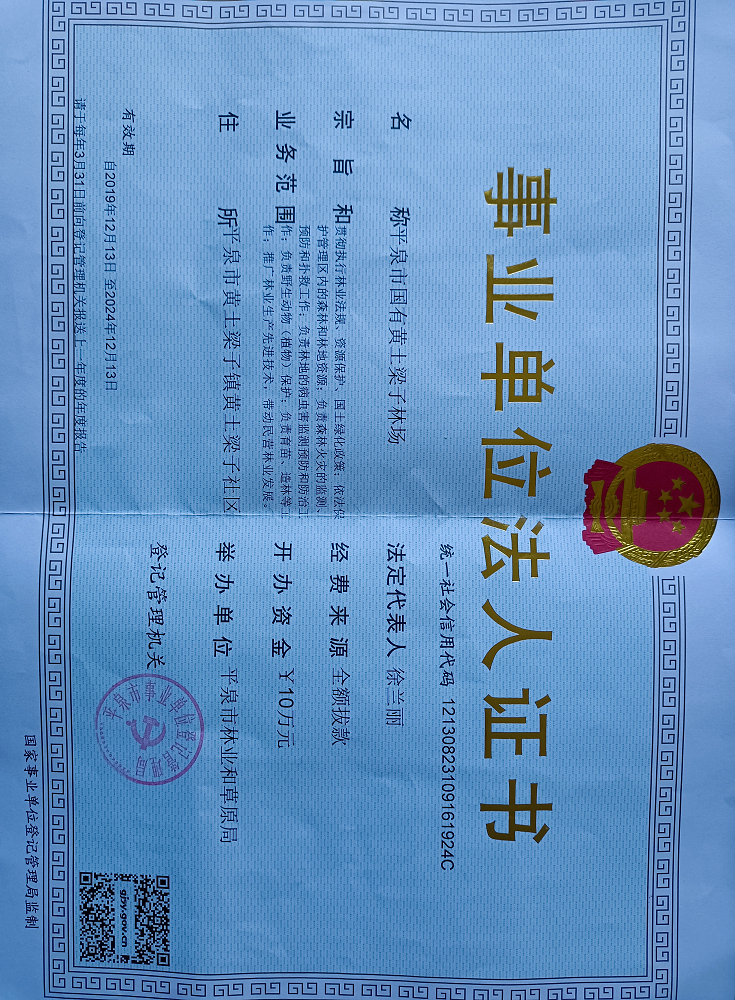 事业单位法人证书
统一社会信用代码 12130823109161924C
名称 平泉市国有黄土梁子林场
宗旨和业务范围
贯彻执行林业法规、资源保护、国土绿化政策；依法保
护管理区内的森林和林地资源；负责森林火灾的监测、
预防和扑救工作；负责林地的病虫害监测预防和防治工
作；负责野生动物（植物）保护；负责育苗、造林等工
作；推广林业生产先进技术，带动民营林业发展。
住所 平泉市黄土梁子镇黄土梁子社区
法定代表人 徐兰丽
经费来源 全额拨款
开办资金 ¥10万元
举办单位 平泉市林业和草原局
登记管理机关
平泉市事业单位登记管理局
有效期 自2019年12月13日 至2024年12月13日
请于每年3月31日前向登记管理机关报送上一年度的年度报告
gjsy.gov.cn
国家事业单位登记管理局监制